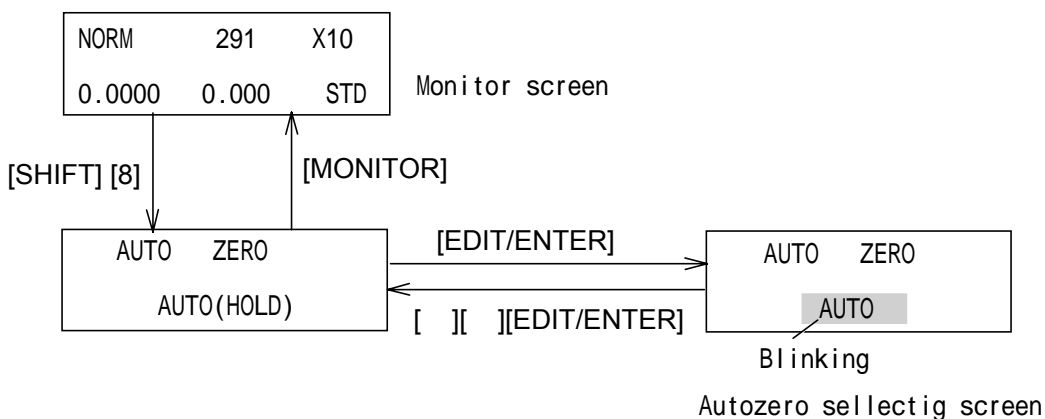 NORM 291 X10
0.0000 0.000 STD
Monitor screen
[SHIFT] [8]
[MONITOR]
AUTO ZERO
AUTO(HOLD)
[EDIT/ENTER]
[ ][ ][EDIT/ENTER]
AUTO ZERO
AUTO
Blinking
Autozero sellectig screen